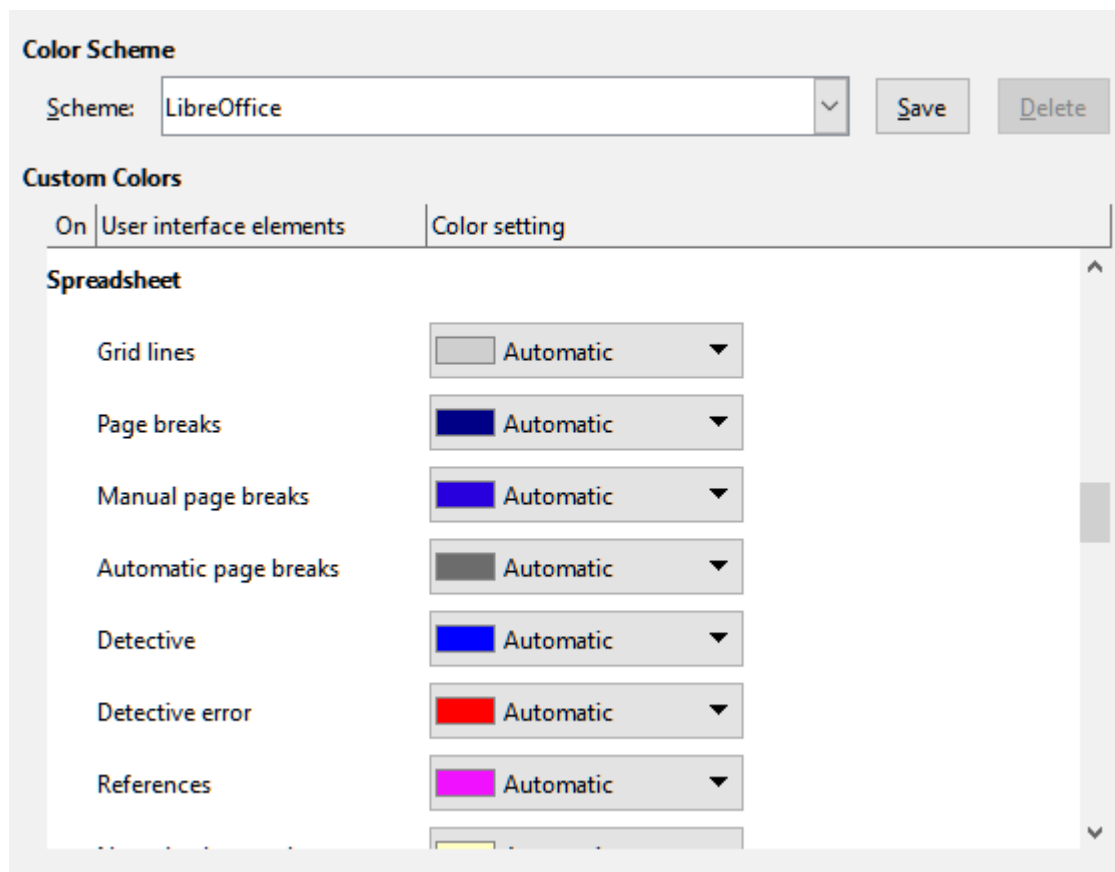 Color Scheme
Scheme: LibreOffice Save Delete
Custom Colors
On User interface elements Color setting
Spreadsheet
Grid lines Automatic
Page breaks Automatic
Manual page breaks Automatic
Automatic page breaks Automatic
Detective Automatic
Detective error Automatic
References Automatic